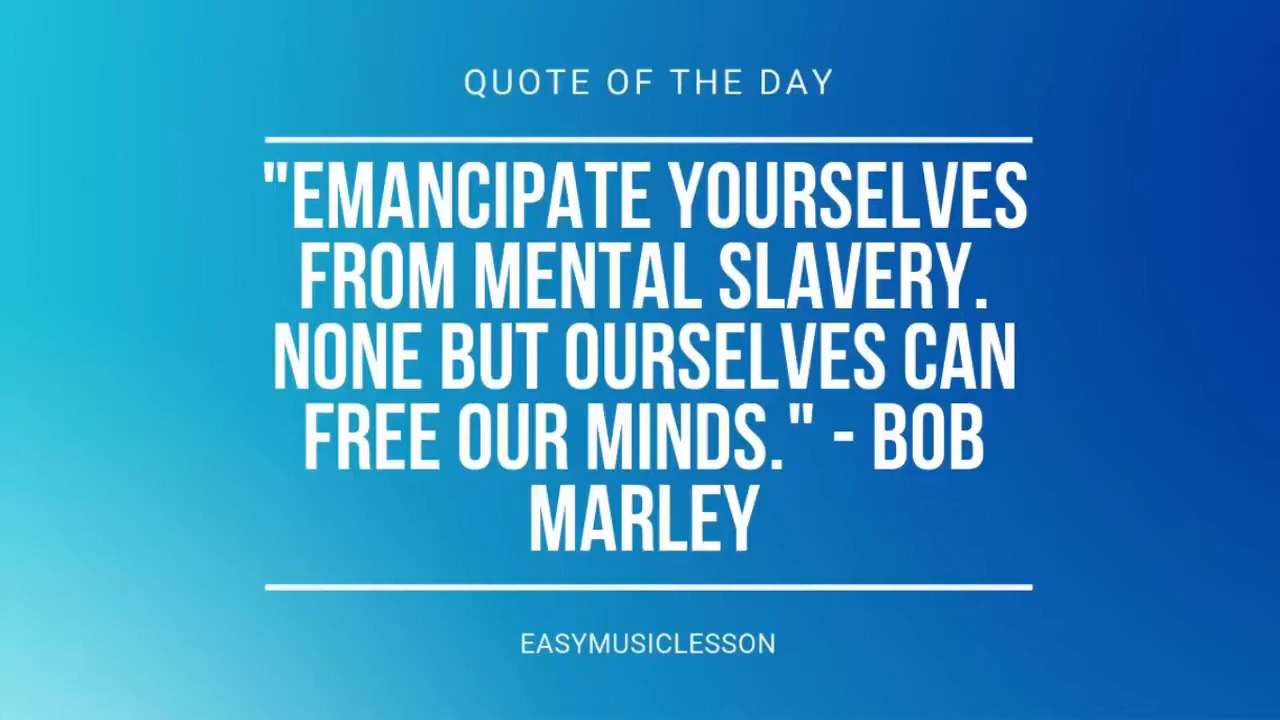 QUOTE OF THE DAY
"EMANCIPATE YOURSELVES
FROM MENTAL SLAVERY.
NONE BUT OURSELVES CAN
FREE OUR MINDS." - BOB
MARLEY
EASYMUSICLESSON